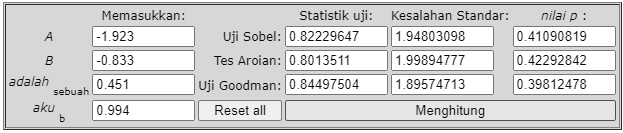 Memasukkan: Statistik uji: Kesalahan Standar: nilai p :
A -1.923 Uji Sobel: 0.82229647 1.94803098 0.41090819
B -0.833 Tes Aroian: 0.8013511 1.99894777 0.42292842
adalah sebuah 0.451 Uji Goodman: 0.84497504 1.89574713 0.39812478
aku b 0.994 Reset all Menghitung